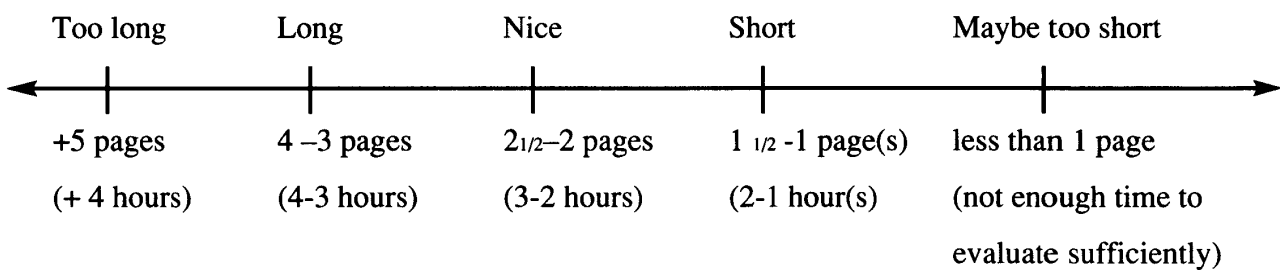 Too long Long Nice Short Maybe too short
+5 pages 4 –3 pages 2 1/2–2 pages 1 1/2 -1 page(s) less than 1 page
(+ 4 hours) (4-3 hours) (3-2 hours) (2-1 hour(s) (not enough time to
evaluate sufficiently)